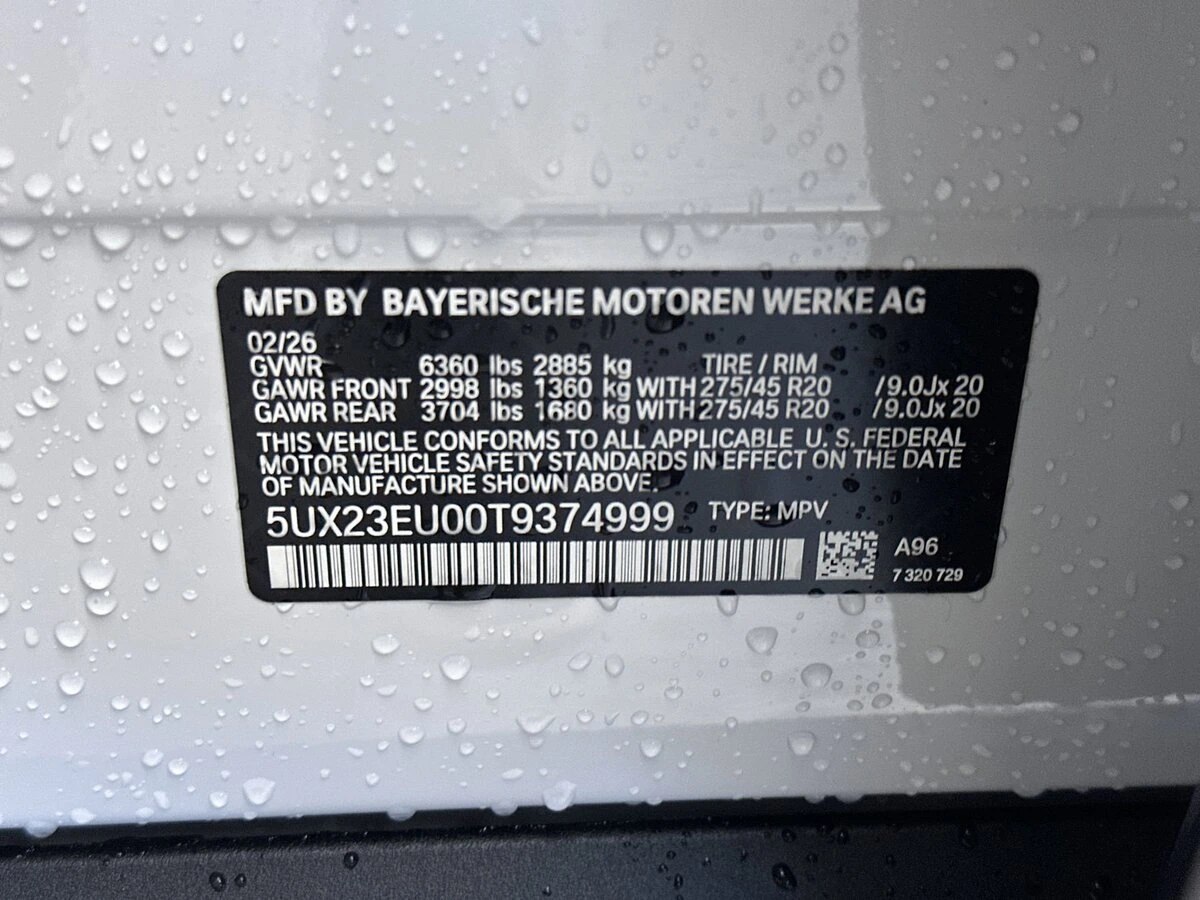 MFD BY BAYERISCHE MOTOREN WERKE AG
02/26
GVWR 6360 lbs 2885 kg TIRE / RIM
GAWR FRONT 2998 lbs 1360 kg WITH 275/45 R20 /9.0Jx 20
GAWR REAR 3704 lbs 1680 kg WITH 275/45 R20 /9.0Jx 20
THIS VEHICLE CONFORMS TO ALL APPLICABLE U. S. FEDERAL
MOTOR VEHICLE SAFETY STANDARDS IN EFFECT ON THE DATE
OF MANUFACTURE SHOWN ABOVE.
5UX23EU00T9374999 TYPE: MPV
A96
7 320 729